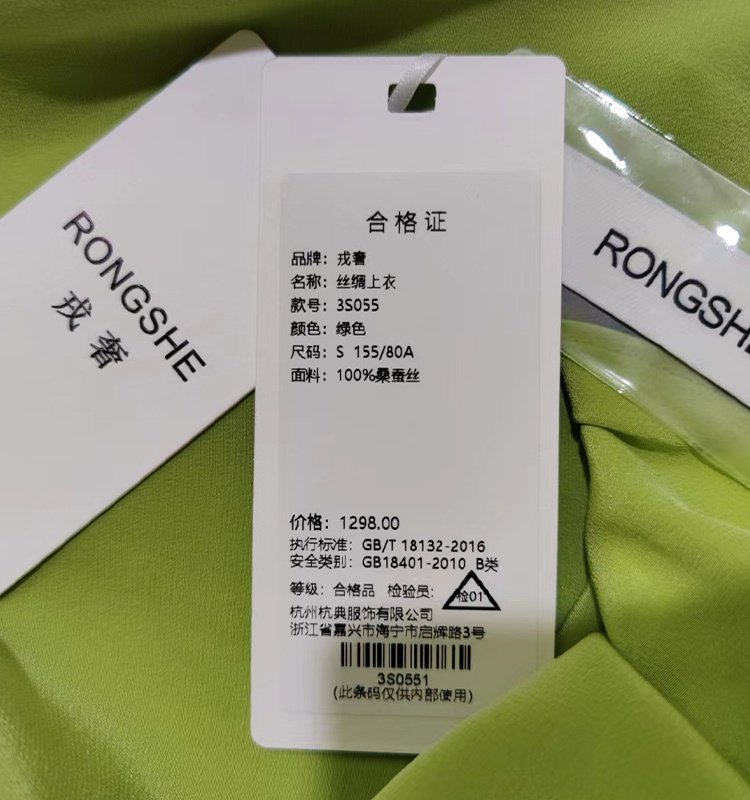 RONGSHE
戎奢
合格证
品牌：戎奢
名称：丝绸上衣
款号：3S055
颜色：绿色
尺码：S 155/80A
面料：100%桑蚕丝
价格：1298.00
执行标准：GB/T 18132-2016
安全类别：GB18401-2010 B类
等级：合格品 检验员：
检01
杭州杭典服饰有限公司
浙江省嘉兴市海宁市启辉路3号
3S0551
(此条码仅供内部使用)
RONGSH